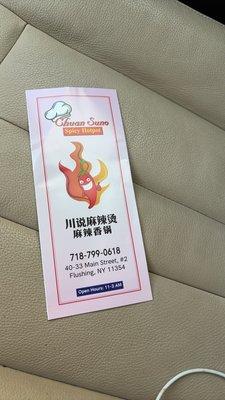 Chuan Suno
Spicy Hotpot
川说麻辣烫
麻辣香锅
718-799-0618
40-33 Main Street, #2
Flushing, NY 11354
Open Hours: 11-3 AM